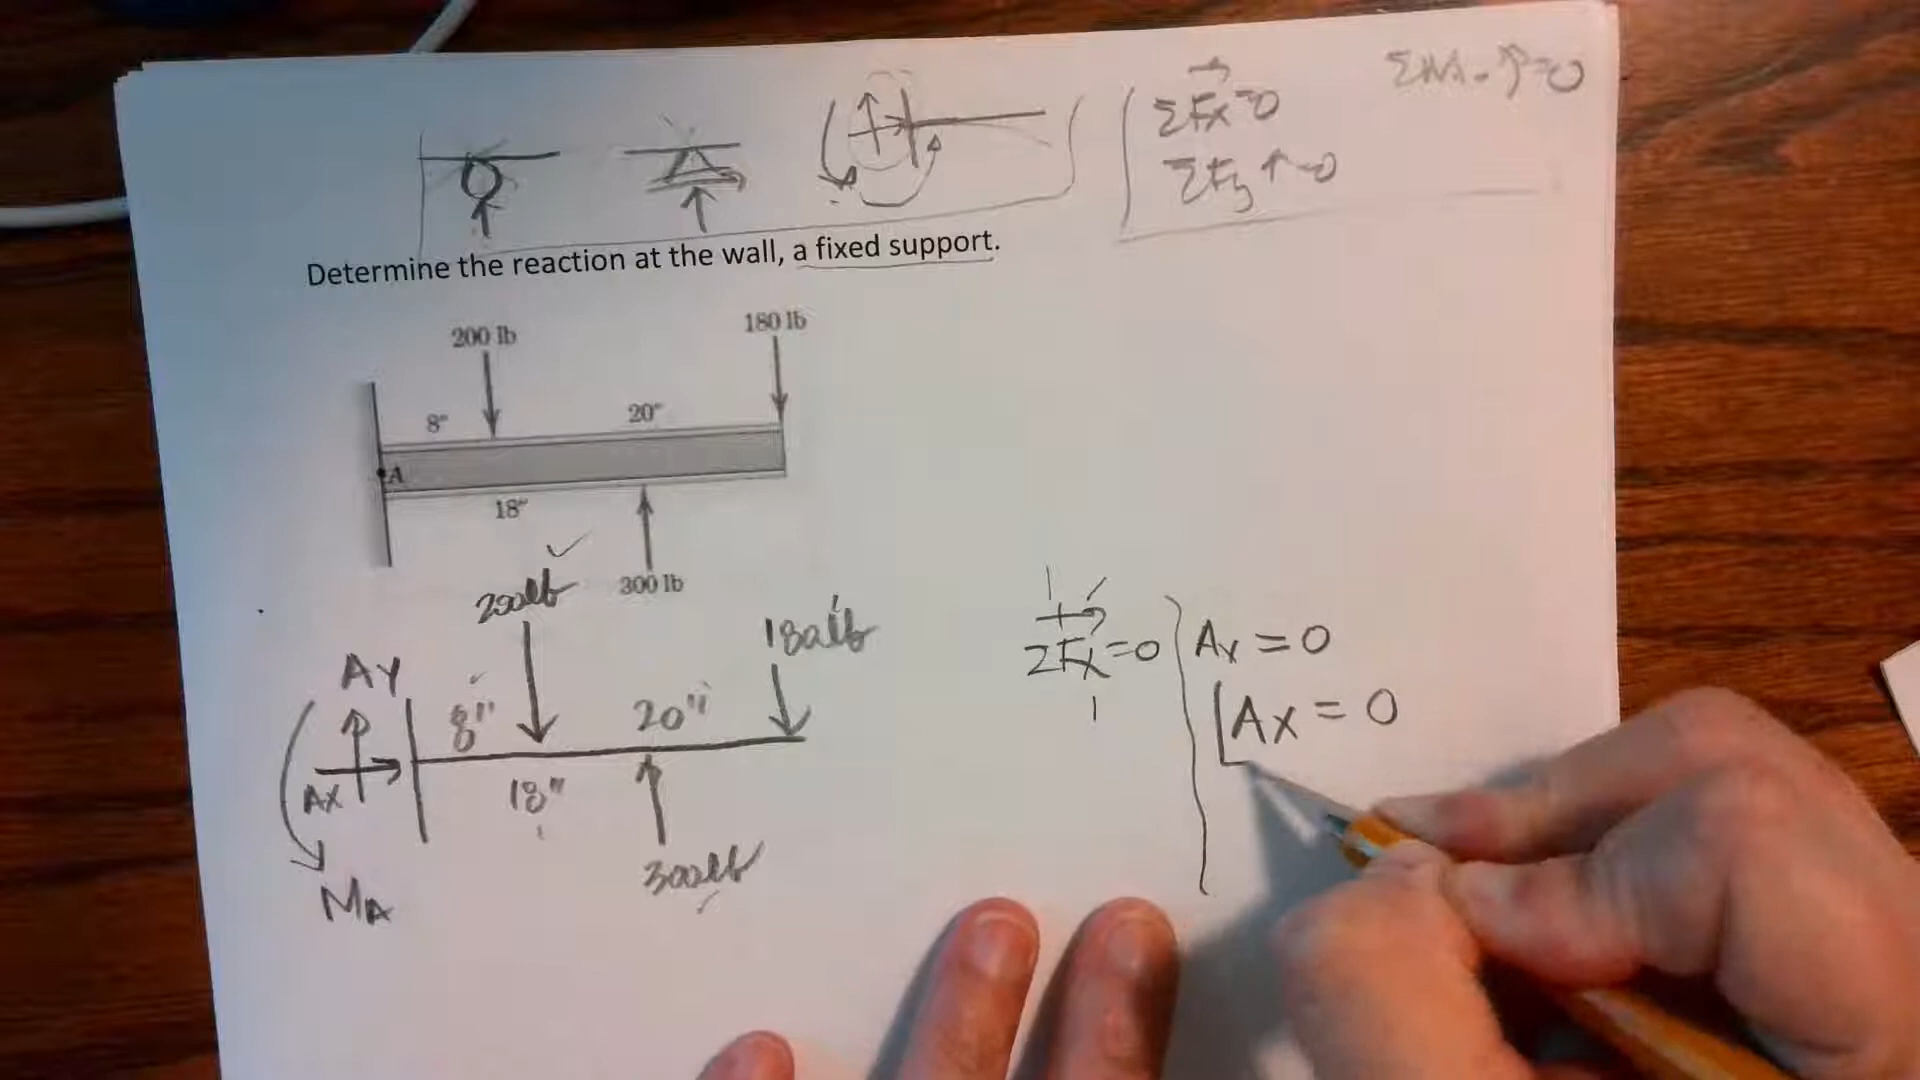 ΣFx=0
ΣFy↑=0
Determine the reaction at the wall, a fixed support.
200 lb
180 lb
8"
20"
A
18"
300 lb
200lb
180lb
AY
8"
20"
AX
18"
300lb
MA
ΣFx=0
Ax = 0
Ax = 0